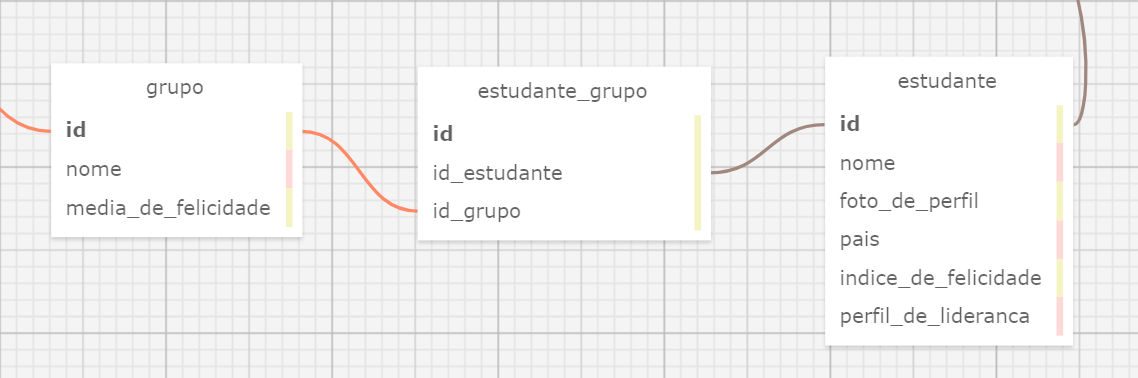 grupo
id
nome
media_de_felicidade
estudante_grupo
id
id_estudante
id_grupo
estudante
id
nome
foto_de_perfil
pais
indice_de_felicidade
perfil_de_lideranca